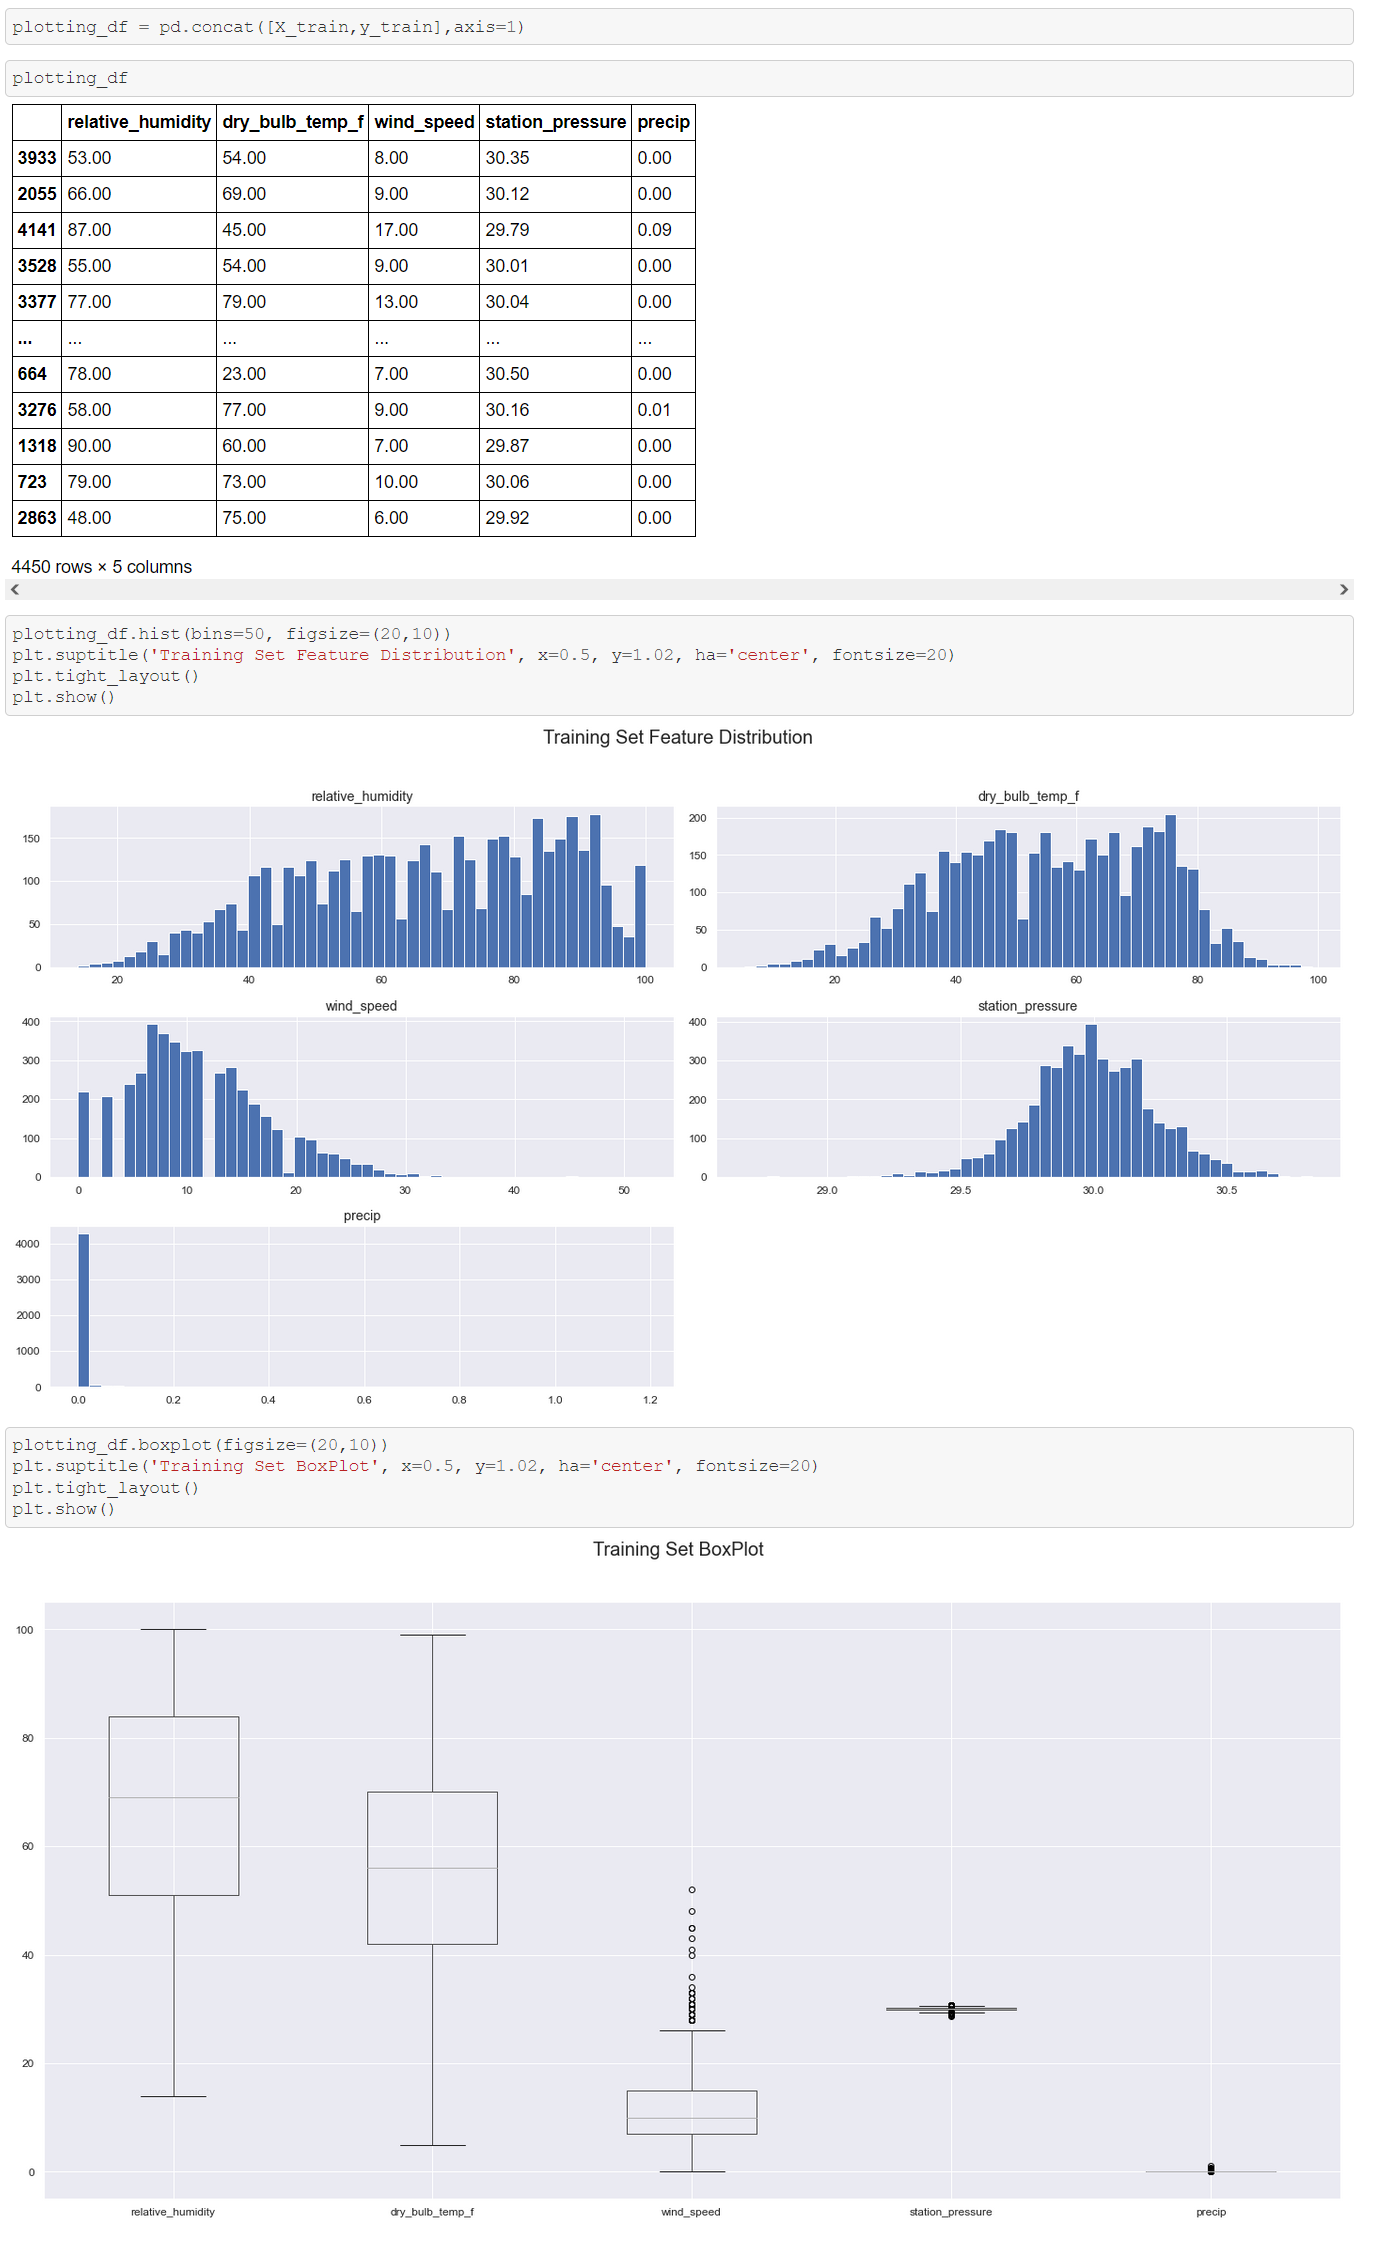 plotting_df = pd.concat([X_train,y_train],axis=1)
plotting_df
relative_humidity dry_bulb_temp_f wind_speed station_pressure precip
3933 53.00 54.00 8.00 30.35 0.00
2055 66.00 69.00 9.00 30.12 0.00
4141 87.00 45.00 17.00 29.79 0.09
3528 55.00 54.00 9.00 30.01 0.00
3377 77.00 79.00 13.00 30.04 0.00
... ... ... ... ... ...
664 78.00 23.00 7.00 30.50 0.00
3276 58.00 77.00 9.00 30.16 0.01
1318 90.00 60.00 7.00 29.87 0.00
723 79.00 73.00 10.00 30.06 0.00
2863 48.00 75.00 6.00 29.92 0.00
4450 rows × 5 columns
plotting_df.hist(bins=50, figsize=(20,10))
plt.suptitle('Training Set Feature Distribution', x=0.5, y=1.02, ha='center', fontsize=20)
plt.tight_layout()
plt.show()
Training Set Feature Distribution
relative_humidity
150
100
50
0
20 40 60 80 100
dry_bulb_temp_f
200
150
100
50
0
20 40 60 80 100
wind_speed
400
300
200
100
0
0 10 20 30 40 50
station_pressure
400
300
200
100
0
29.0 29.5 30.0 30.5
precip
4000
3000
2000
1000
0
0.0 0.2 0.4 0.6 0.8 1.0 1.2
plotting_df.boxplot(figsize=(20,10))
plt.suptitle('Training Set BoxPlot', x=0.5, y=1.02, ha='center', fontsize=20)
plt.tight_layout()
plt.show()
Training Set BoxPlot
100
80
60
40
20
0
relative_humidity dry_bulb_temp_f wind_speed station_pressure precip